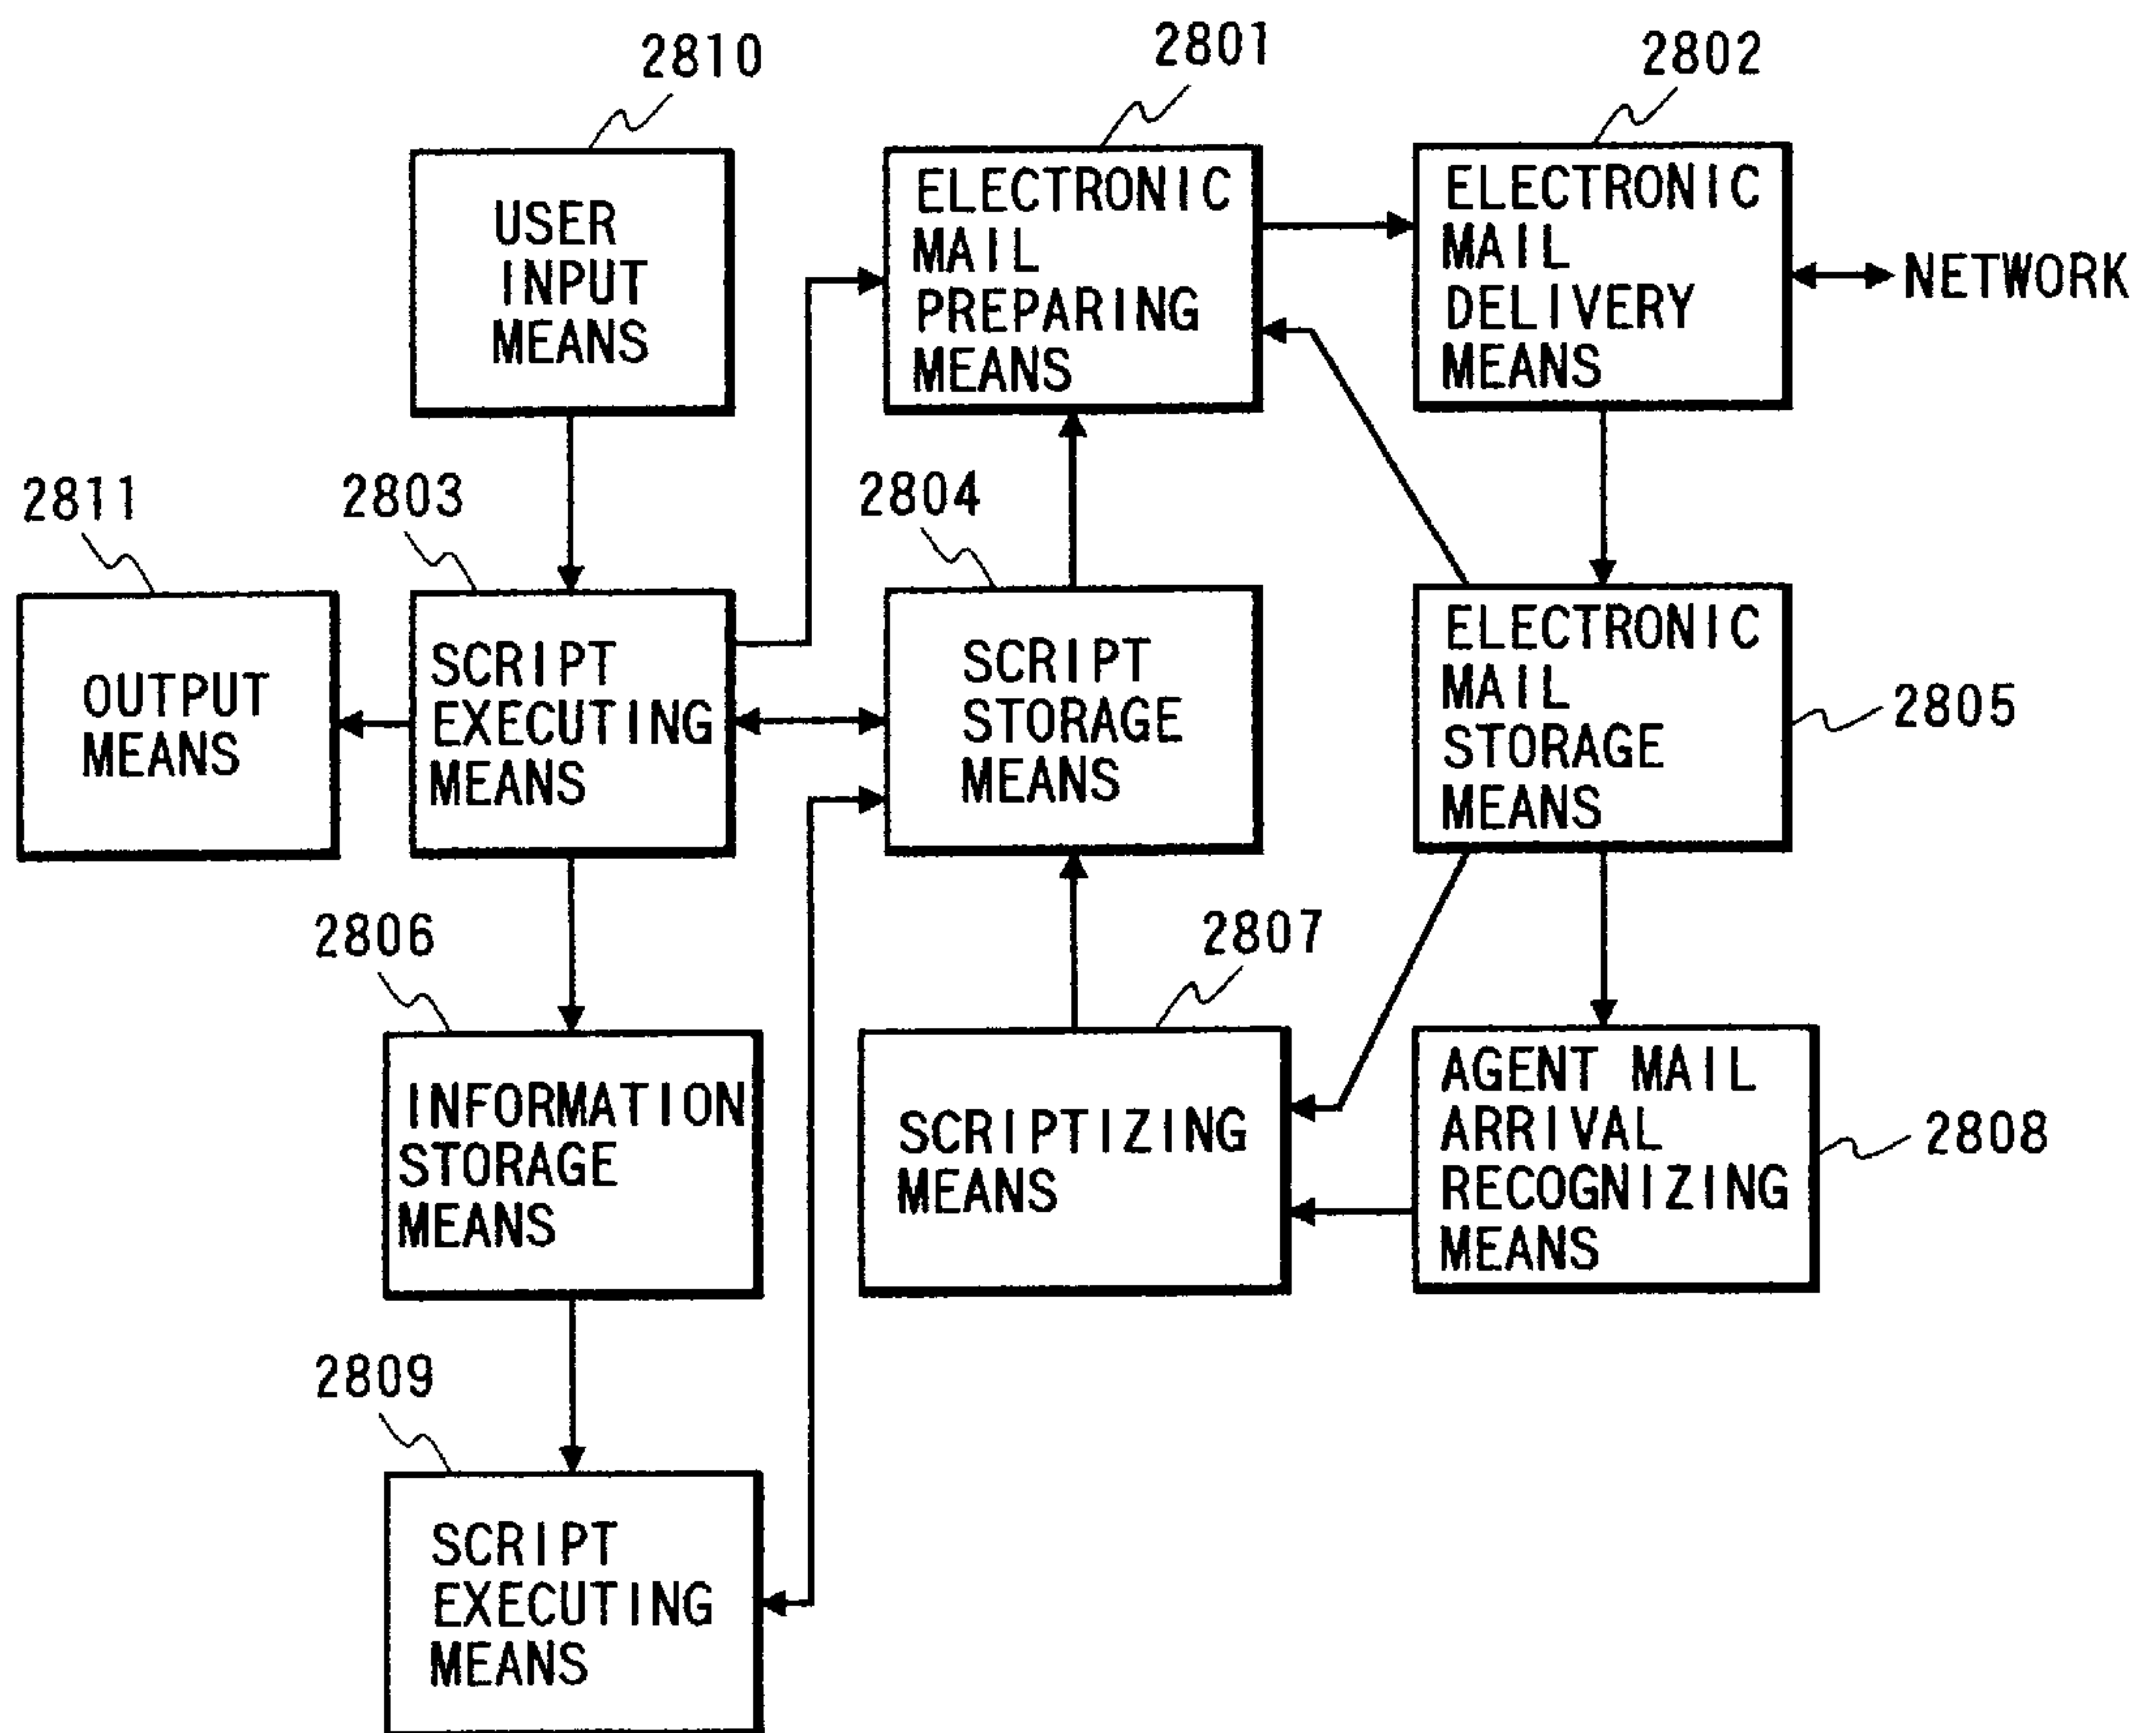 2810
2801
2802
USER
INPUT
MEANS
ELECTRONIC
MAIL
PREPARING
MEANS
ELECTRONIC
MAIL
DELIVERY
MEANS
NETWORK
2811
2803
2804
OUTPUT
MEANS
SCRIPT
EXECUTING
MEANS
SCRIPT
STORAGE
MEANS
ELECTRONIC
MAIL
STORAGE
MEANS
2805
2806
2807
INFORMATION
STORAGE
MEANS
SCRIPTIZING
MEANS
AGENT MAIL
ARRIVAL
RECOGNIZING
MEANS
2808
2809
SCRIPT
EXECUTING
MEANS